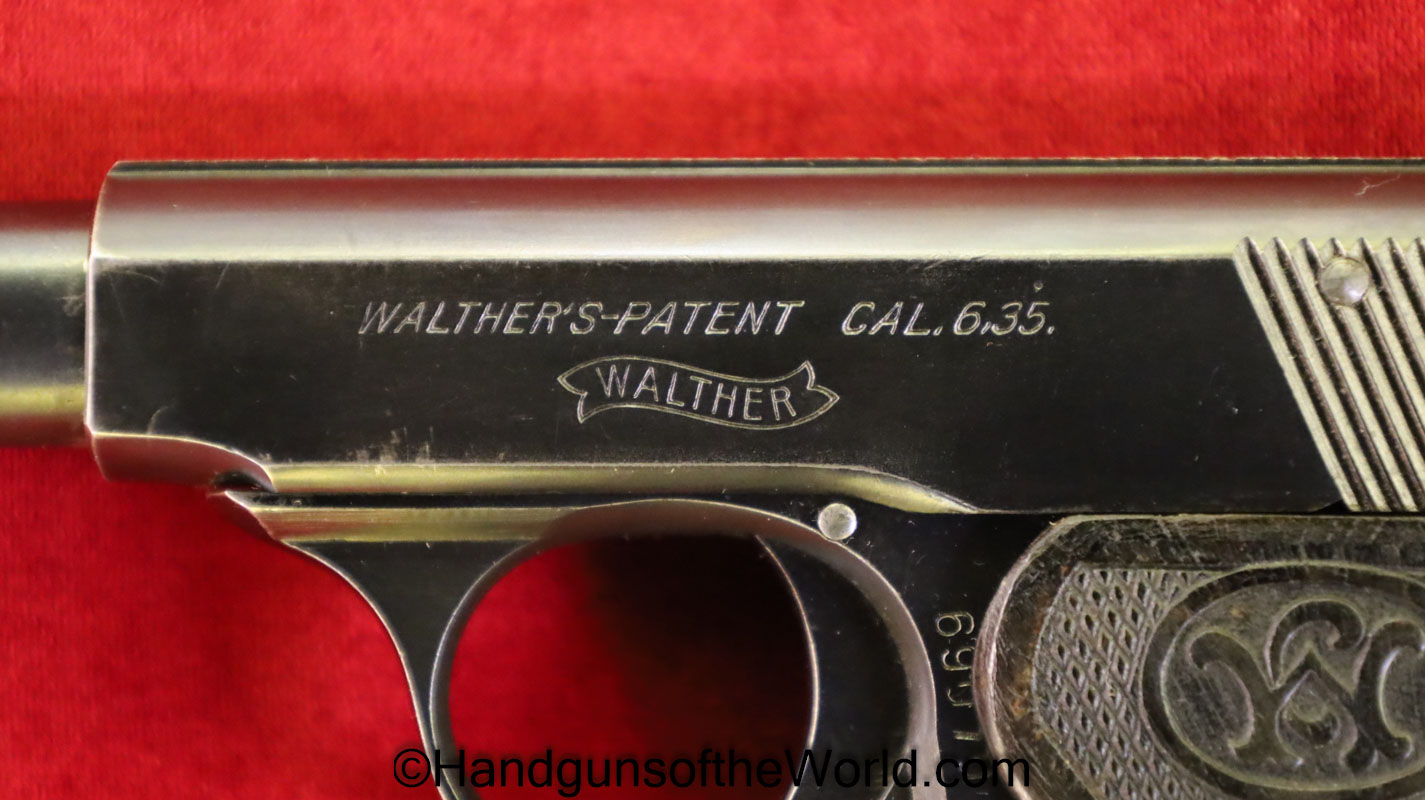 WALTHER'S-PATENT CAL. 6,35.
WALTHER
©HandgunsoftheWorld.com